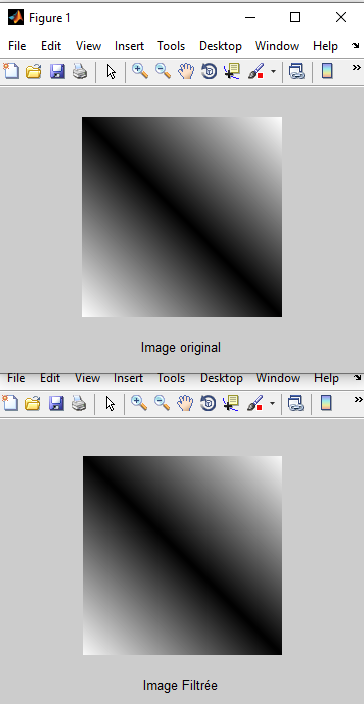 Figure 1
File Edit View Insert Tools Desktop Window Help
Image original
File Edit View Insert Tools Desktop Window Help
Image Filtrée